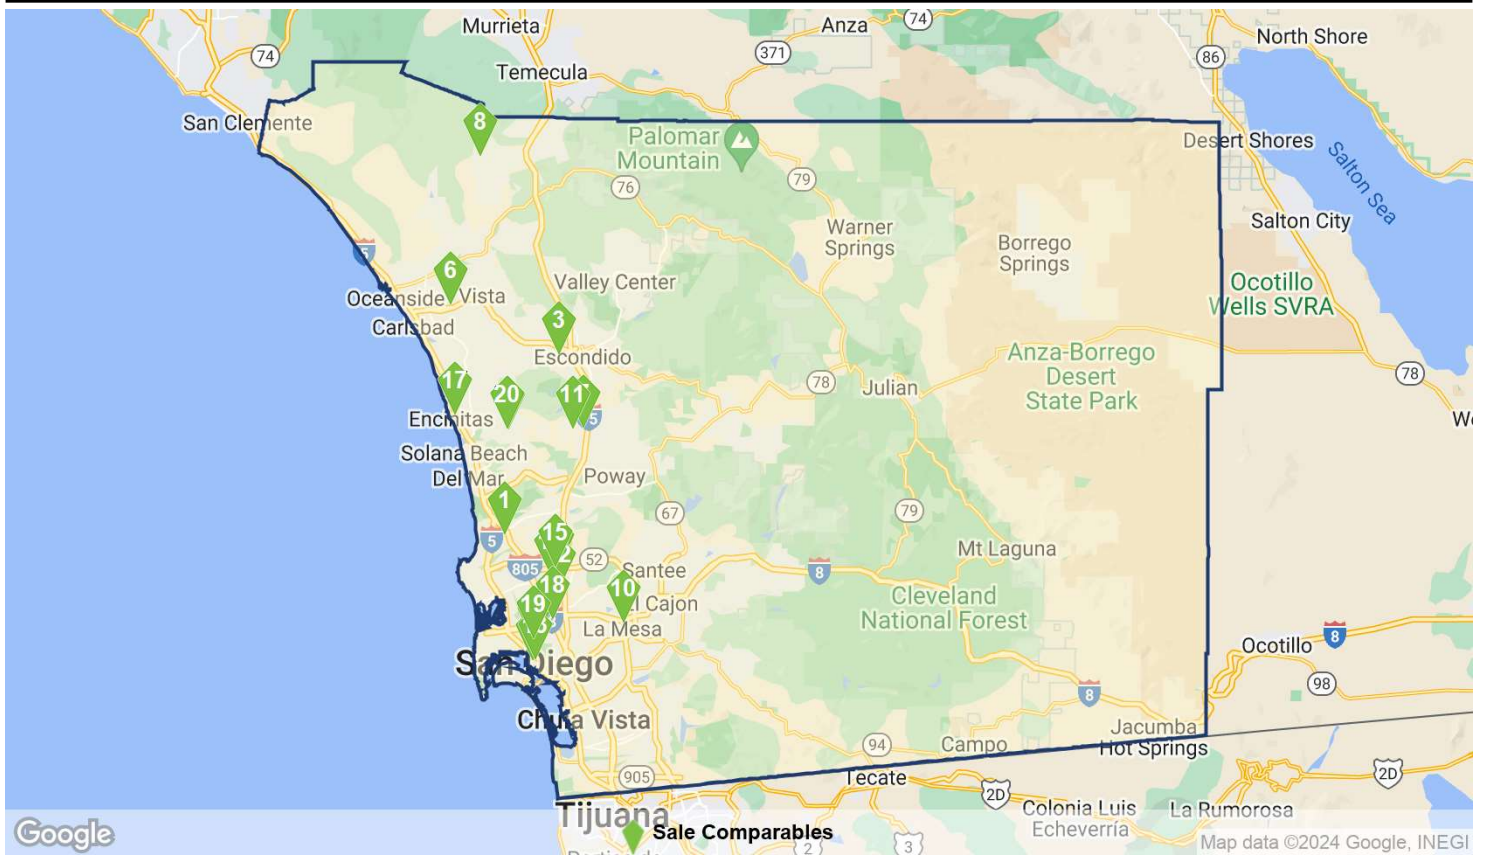 Murrieta
Anza
74
North Shore
74
371
86
Temecula
San Clemente
8
Palomar
Mountain
Desert Shores
Salton Sea
76
79
Salton City
Warner
Springs
Borrego
Springs
5
6
Valley Center
Ocotillo
Wells SVRA
Oceanside
Vista
Carlsbad
3
Escondido
Anza-Borrego
Desert
State Park
78
78
Julian
17
20
11
Encinitas
Solana Beach
Del Mar
Poway
1
67
79
15
5
52
805
Mt Laguna
Santee
8
18
10
19
El Cajon
Cleveland
National Forest
La Mesa
8
Ocotillo
San Diego
98
8
Chula Vista
Jacumba
Hot Springs
94
Campo
905
Tecate
2D
2D
Tijuana
Colonia Luis
Echeverría
La Rumorosa
Sale Comparables
Google
2
3
Map data ©2024 Google, INEGI